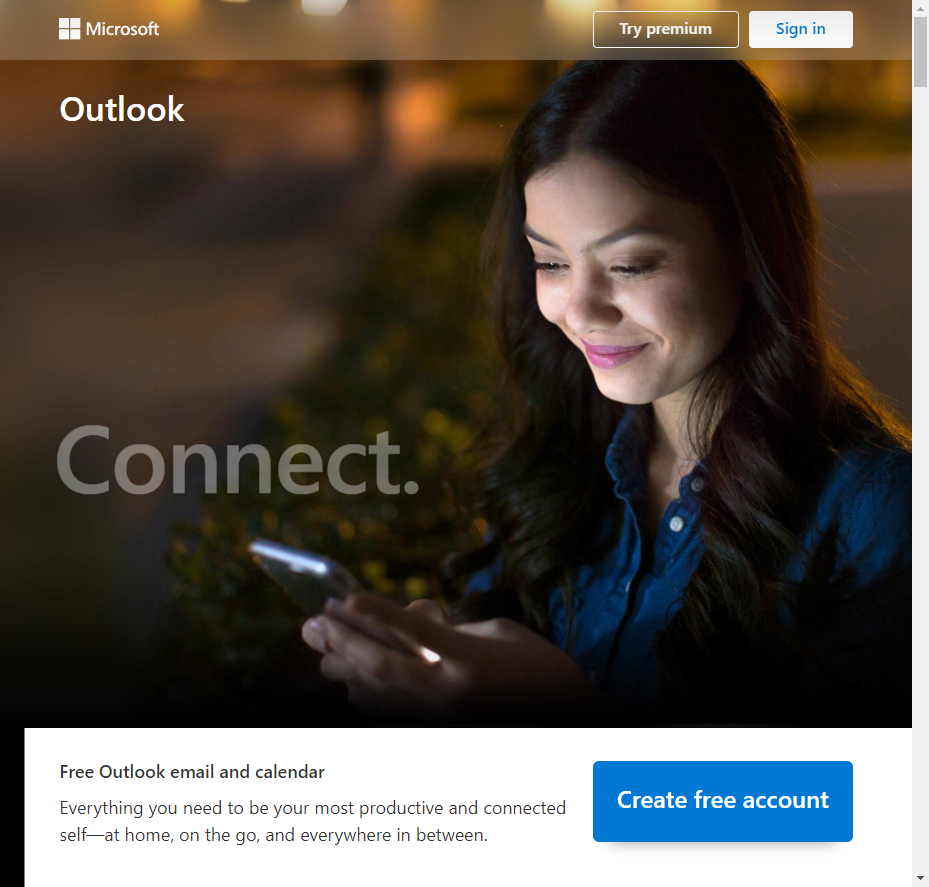 Microsoft
Try premium
Sign in
Outlook
Connect.
Free Outlook email and calendar
Everything you need to be your most productive and connected
self—at home, on the go, and everywhere in between.
Create free account